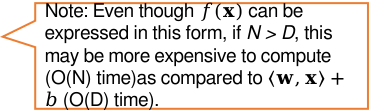 Note: Even though f(x) can be
expressed in this form, if N > D, this
may be more expensive to compute
(O(N) time)as compared to ⟨w, x⟩ +
b (O(D) time).